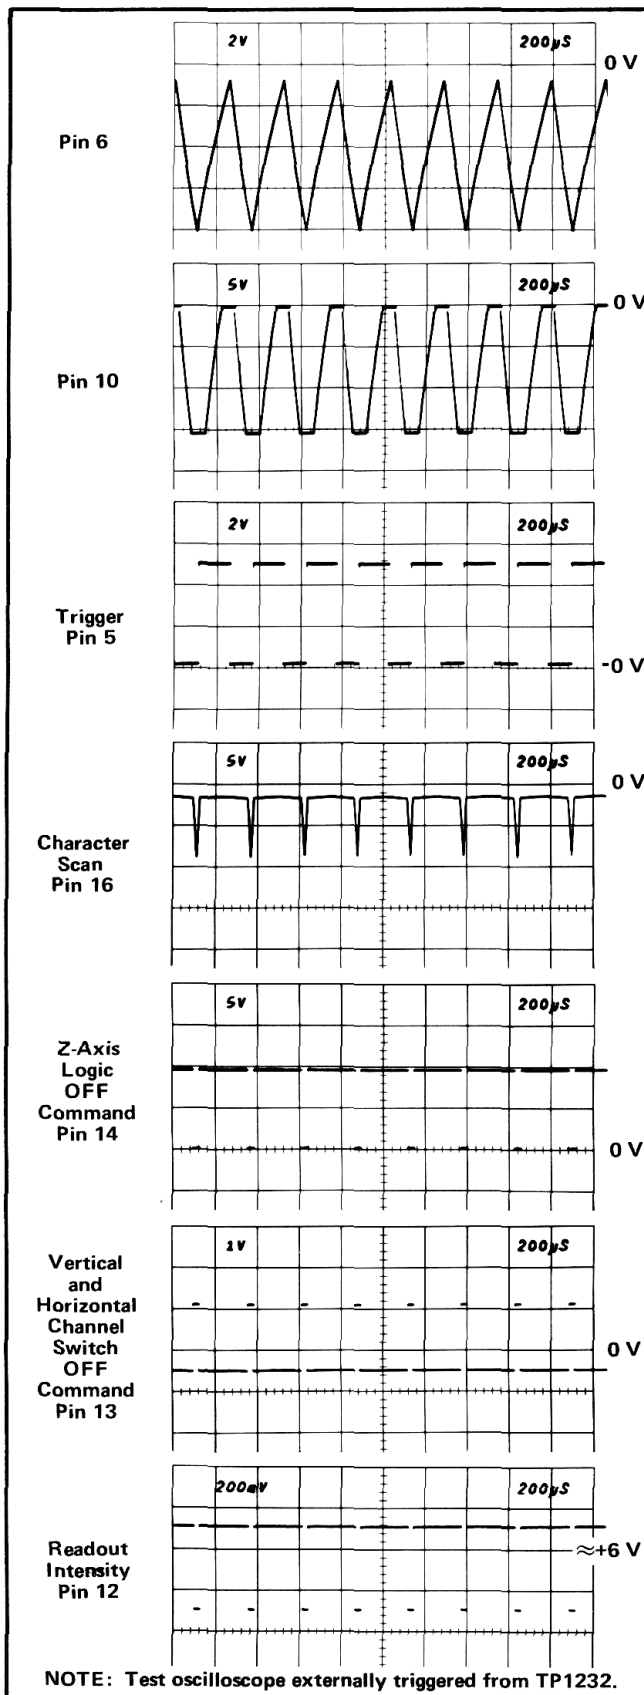 2V 200µS
0 V
Pin 6
5V 200µS
0 V
Pin 10
2V 200µS
Trigger
Pin 5
-0 V
5V 200µS
0 V
Character
Scan
Pin 16
5V 200µS
Z-Axis
Logic
OFF
Command
Pin 14
0 V
1V 200µS
Vertical
and
Horizontal
Channel
Switch
OFF
Command
Pin 13
0 V
200mV 200µS
Readout
Intensity
Pin 12
≈+6 V
NOTE: Test oscilloscope externally triggered from TP1232.